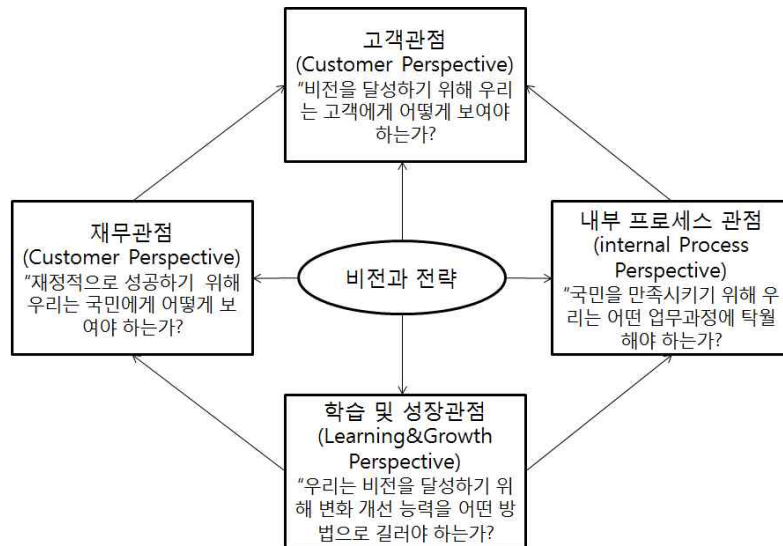 고객관점
(Customer Perspective)
"비전을 달성하기 위해 우리
는 고객에게 어떻게 보여야
하는가?
재무관점
(Customer Perspective)
"재정적으로 성공하기 위해
우리는 국민에게 어떻게 보
여야 하는가?
비전과 전략
내부 프로세스 관점
(internal Process
Perspective)
"국민을 만족시키기 위해 우
리는 어떤 업무과정에 탁월
해야 하는가?
학습 및 성장관점
(Learning&Growth
Perspective)
"우리는 비전을 달성하기 위
해 변화 개선 능력을 어떤 방
법으로 길러야 하는가?